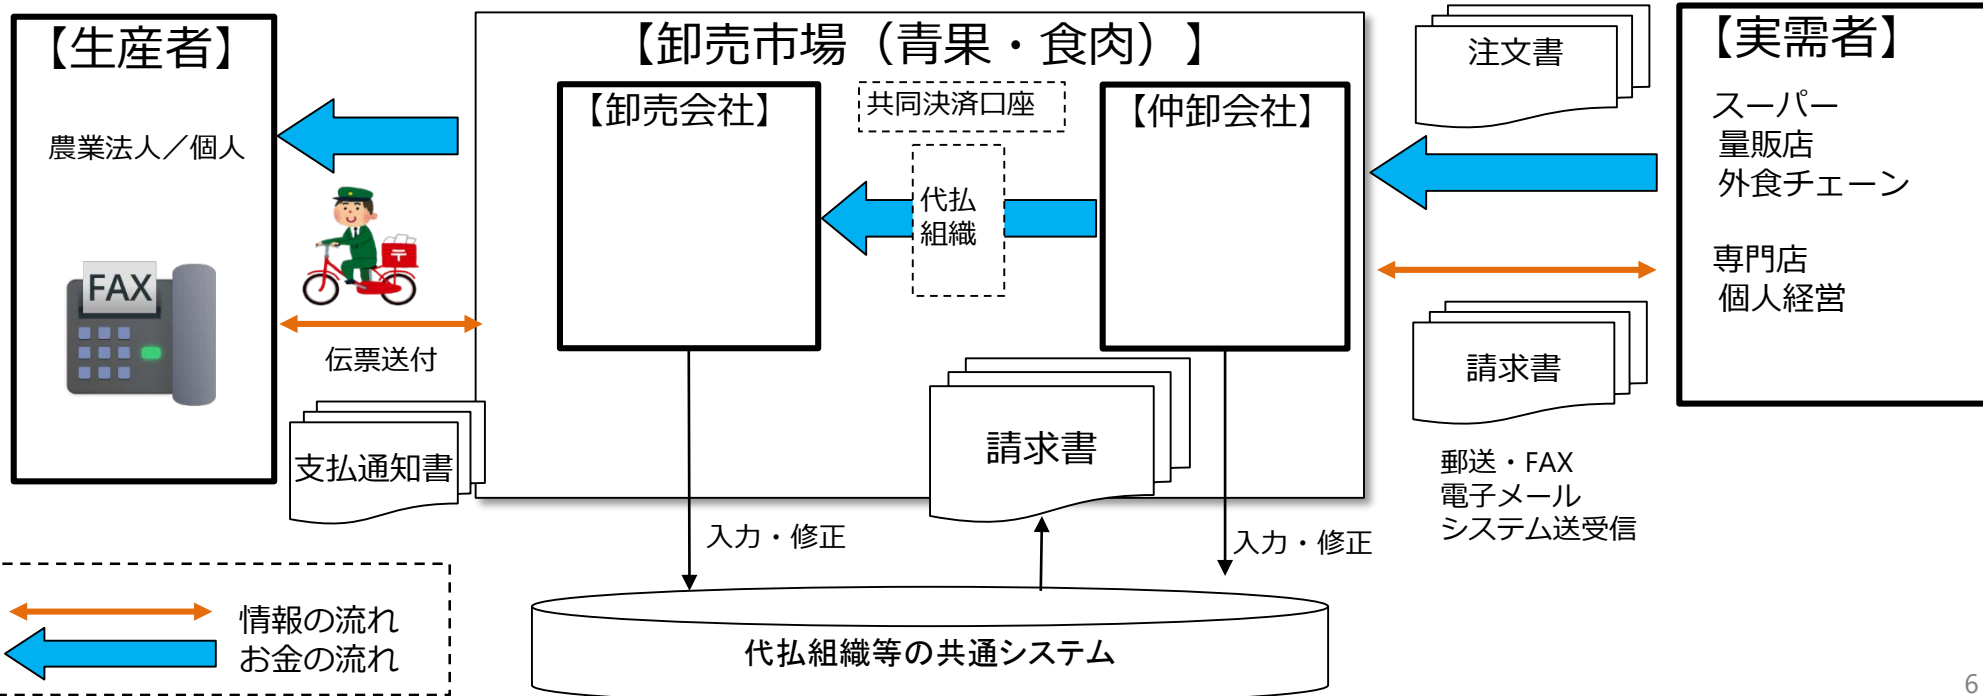 【生産者】
農業法人／個人
FAX
〒
伝票送付
支払通知書
【卸売市場（青果・食肉）】
【卸売会社】
共同決済口座
代払
組織
【仲卸会社】
請求書
入力・修正
入力・修正
代払組織等の共通システム
注文書
請求書
郵送・FAX
電子メール
システム送受信
【実需者】
スーパー
量販店
外食チェーン
専門店
個人経営
情報の流れ
お金の流れ
6